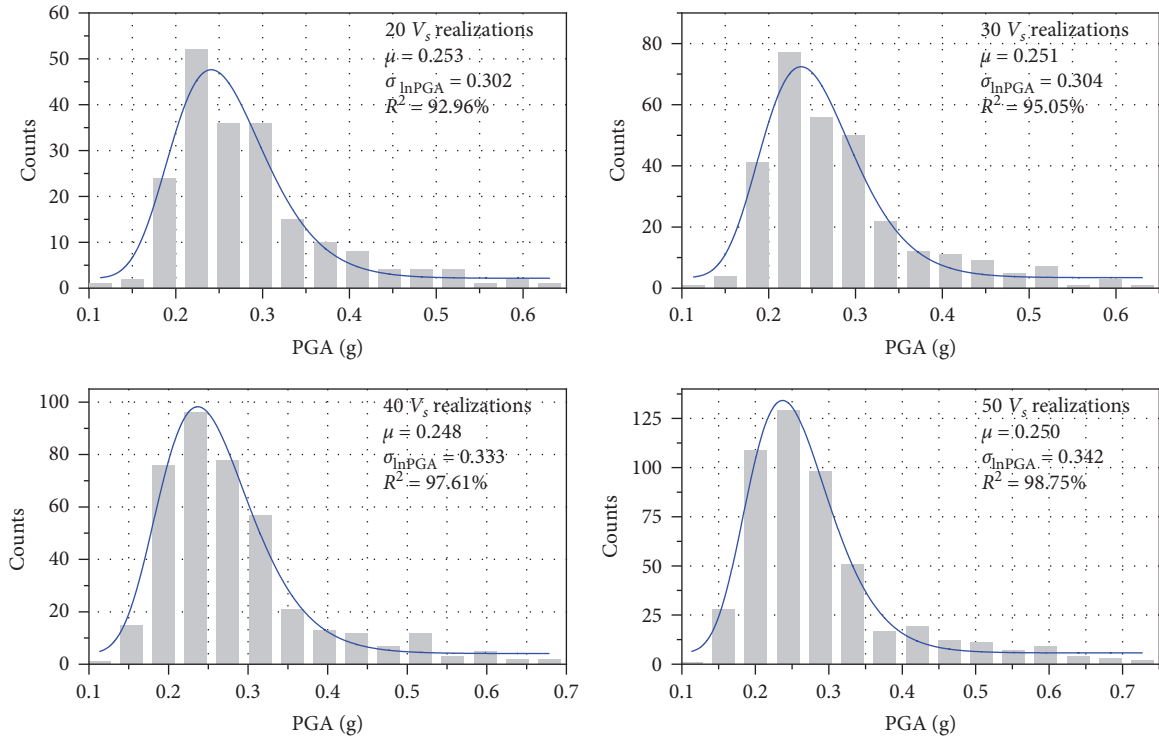 60
50
40
30
20
10
0
Counts
0.1 0.2 0.3 0.4 0.5 0.6
PGA (g)
20 Vs realizations
μ = 0.253
σ lnPGA = 0.302
R² = 92.96%
80
60
40
20
0
Counts
0.1 0.2 0.3 0.4 0.5 0.6
PGA (g)
30 Vs realizations
μ = 0.251
σ lnPGA = 0.304
R² = 95.05%
100
80
60
40
20
0
Counts
0.1 0.2 0.3 0.4 0.5 0.6 0.7
PGA (g)
40 Vs realizations
μ = 0.248
σlnPGA = 0.333
R² = 97.61%
125
100
75
50
25
0
Counts
0.1 0.2 0.3 0.4 0.5 0.6 0.7
PGA (g)
50 Vs realizations
μ = 0.250
σlnPGA = 0.342
R² = 98.75%